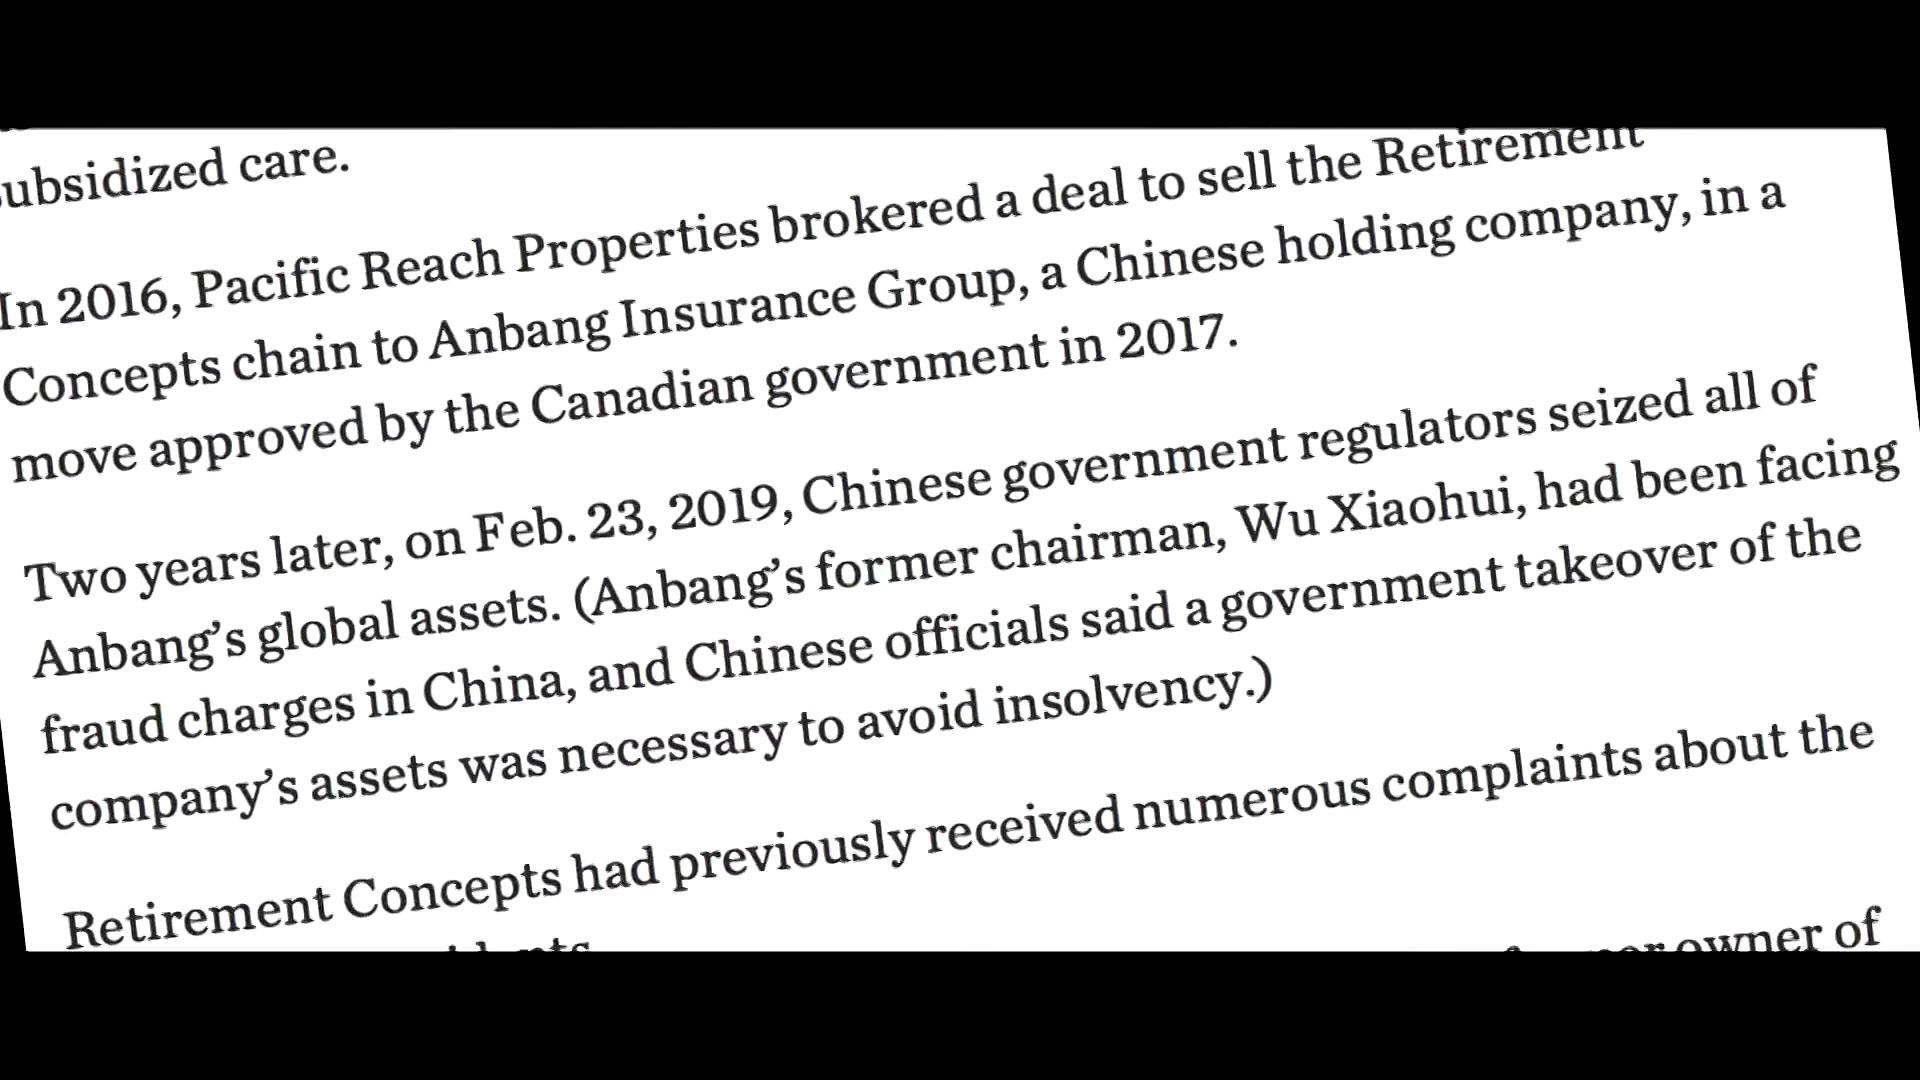 subsidized care.
In 2016, Pacific Reach Properties brokered a deal to sell the Retirement
Concepts chain to Anbang Insurance Group, a Chinese holding company, in a
move approved by the Canadian government in 2017.
Two years later, on Feb. 23, 2019, Chinese government regulators seized all of
Anbang’s global assets. (Anbang’s former chairman, Wu Xiaohui, had been facing
fraud charges in China, and Chinese officials said a government takeover of the
company’s assets was necessary to avoid insolvency.)
Retirement Concepts had previously received numerous complaints about the
owner of